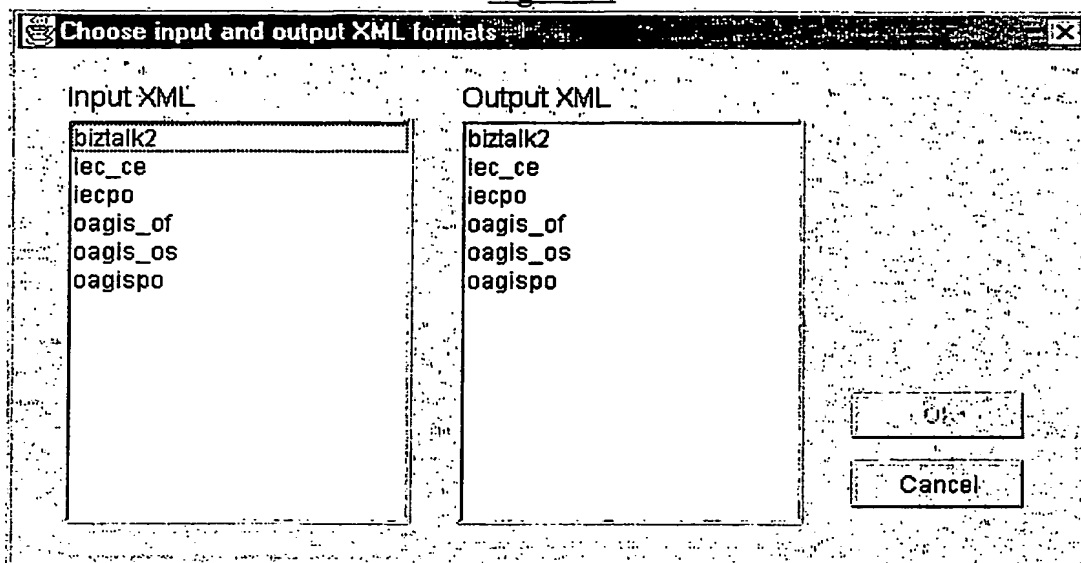 Choose input and output XML formats
Input XML
biztalk2
iec_ce
iecpo
oagis_of
oagis_os
oagispo
Output XML
biztalk2
iec_ce
iecpo
oagis_of
oagis_os
oagispo
Cancel